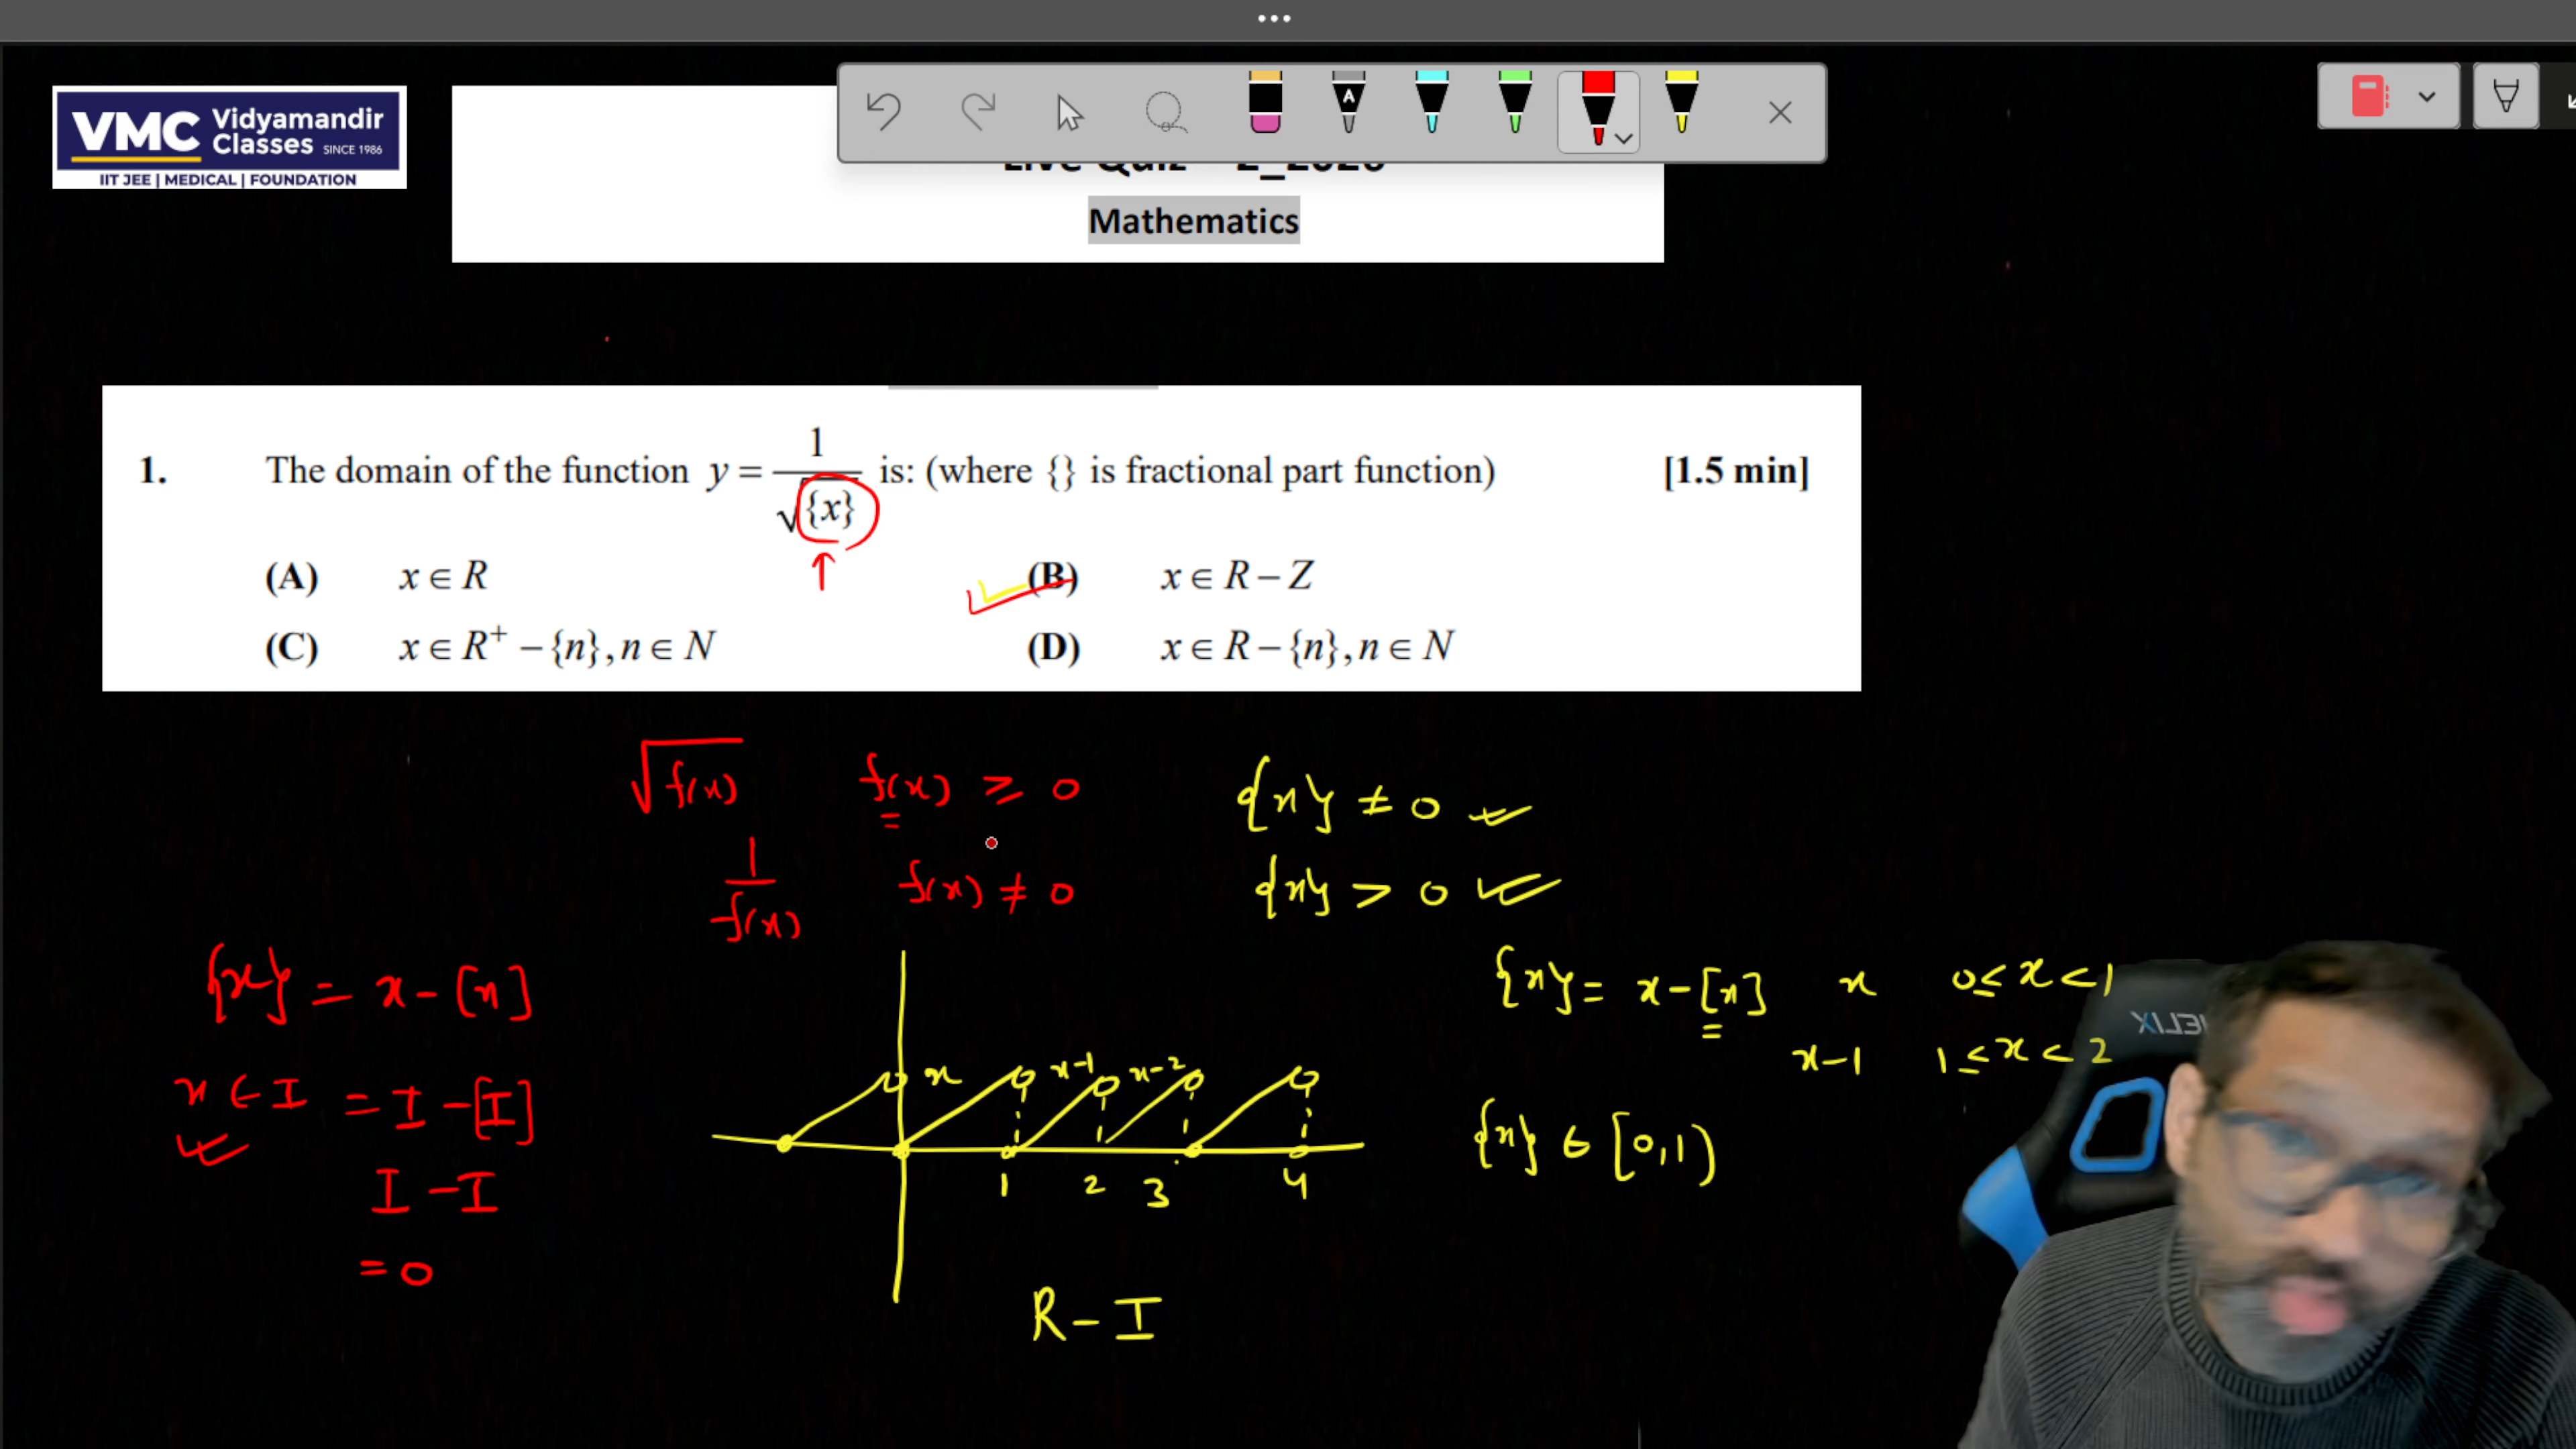 VMC Vidyamandir Classes SINCE 1986
IIT JEE | MEDICAL | FOUNDATION
A
Live Quiz
Mathematics
1. The domain of the function y = 1/√{x} is: (where {} is fractional part function) [1.5 min]
(A) x ∈ R
(B) x ∈ R – Z
(C) x ∈ R⁺ – {n}, n ∈ N
(D) x ∈ R – {n}, n ∈ N
√f(x) f(x) ≥ 0
1/f(x) f(x) ≠ 0
{x} ≠ 0
{x} > 0
{x} = x – [x]
x ∈ I = I – [I]
I – I
= 0
x x-1 x-2
1 2 3 4
R – I
{x} = x – [x] x 0 ≤ x < 1
x-1 1 ≤ x < 2
{x} ∈ [0,1)